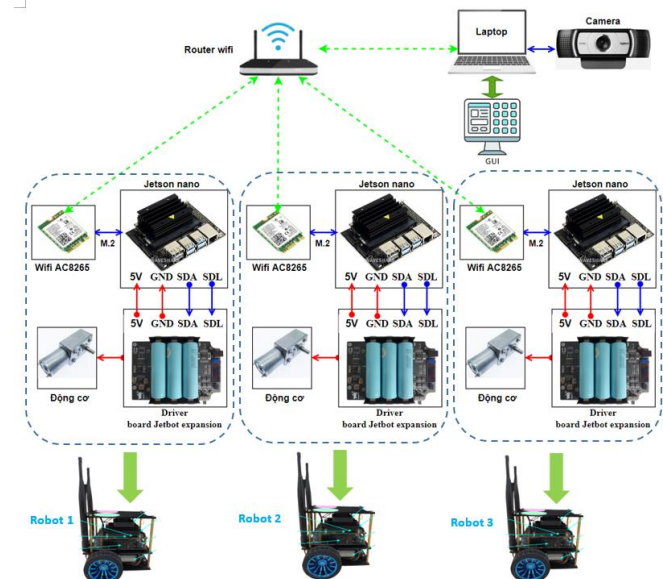 Camera
Laptop
Router wifi
GUI
Jetson nano
M.2
Wifi AC8265
5V GND SDA SDL
5V GND SDA SDL
Động cơ
Driver
board Jetbot expansion
Jetson nano
M.2
Wifi AC8265
5V GND SDA SDL
5V GND SDA SDL
Động cơ
Driver
board Jetbot expansion
Jetson nano
M.2
Wifi AC8265
5V GND SDA SDL
5V GND SDA SDL
Động cơ
Driver
board Jetbot expansion
Robot 1
Robot 2
Robot 3